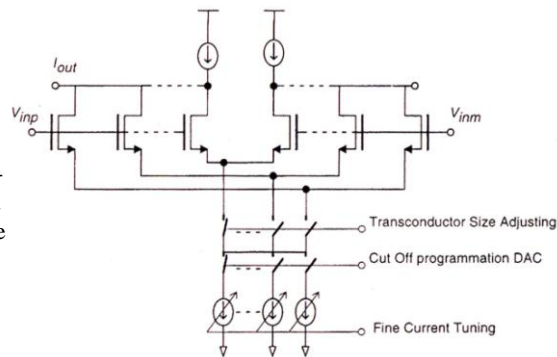 I_out
V_inp
V_inm
e
Transconductor Size Adjusting
Cut Off programmation DAC
Fine Current Tuning